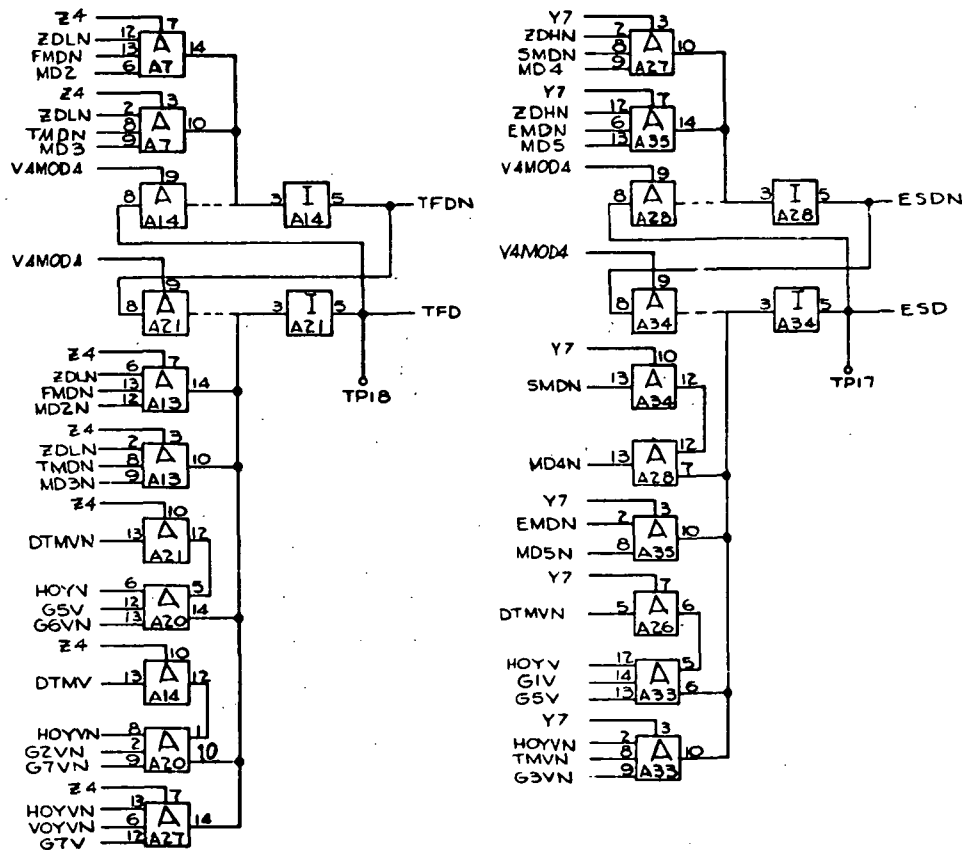 Z4
7
ZDLN 12
FMDN 13 A 14
MD2 6 A7
Z4
3
ZDLN 2
TMDN 8 A 10
MD3 9 A7
V4MOD4
9
8 A 3 I 5 TFDN
A14 A14
V4MOD4
9
8 A 3 I 5 TFD
A21 A21
TP18
Z4
7
ZDLN 6
FMDN 13 A 14
MD2N 12 A13
Z4
3
ZDLN 2
TMDN 8 A 10
MD3N 9 A13
Z4
10
DTMVN 13 A 12
A21
HOYV 6 5
G5V 12 A 14
G6VN 13 A20
Z4
10
DTMV 13 A 12
A14
HOYVN 8 1
G2VN 2 A 10
G7VN 9 A20
Z4
7
HOYVN 13
VOYVN 6 A 14
G7V 12 A27
Y7
3
ZDHN 2
SMDN 8 A 10
MD4 9 A27
Y7
7
ZDHN 12
EMDN 6 A 14
MD5 13 A35
V4MOD4
9
8 A 3 I 5 ESDN
A28 A28
V4MOD4
9
8 A 3 I 5 ESD
A34 A34
TP17
Y7
10
SMDN 13 A 12
A34
12
MD4N 13 A 7
A28
Y7
3
EMDN 2 A 10
MD5N 8 A35
Y7
7
DTMVN 5 A 6
A26
HOYV 12 5
G1V 14 A 6
G5V 13 A33
Y7
3
HOYVN 2
TMVN 8 A 10
G3VN 9 A33